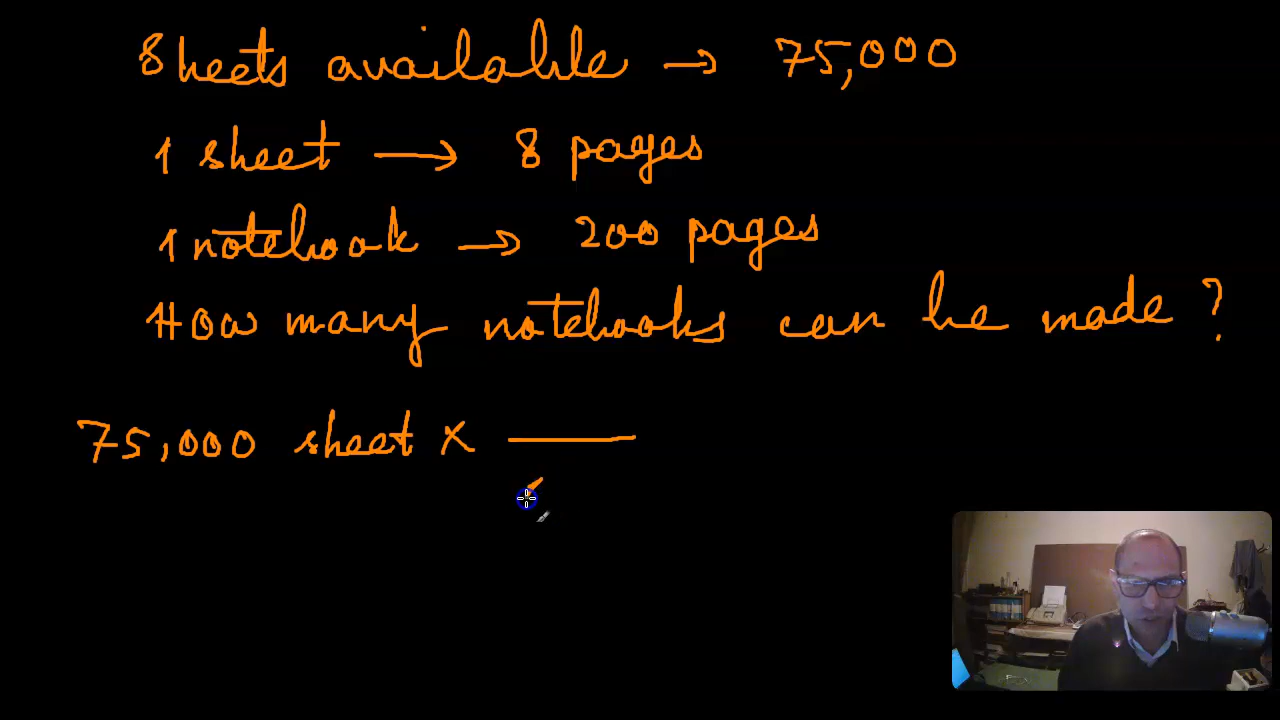 Sheets available → 75,000
1 sheet → 8 pages
1 notebook → 200 pages
How many notebooks can be made ?
75,000 sheet ×